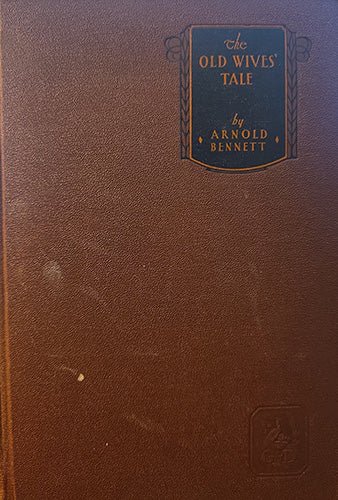 The
OLD WIVES'
TALE
by
ARNOLD
BENNETT